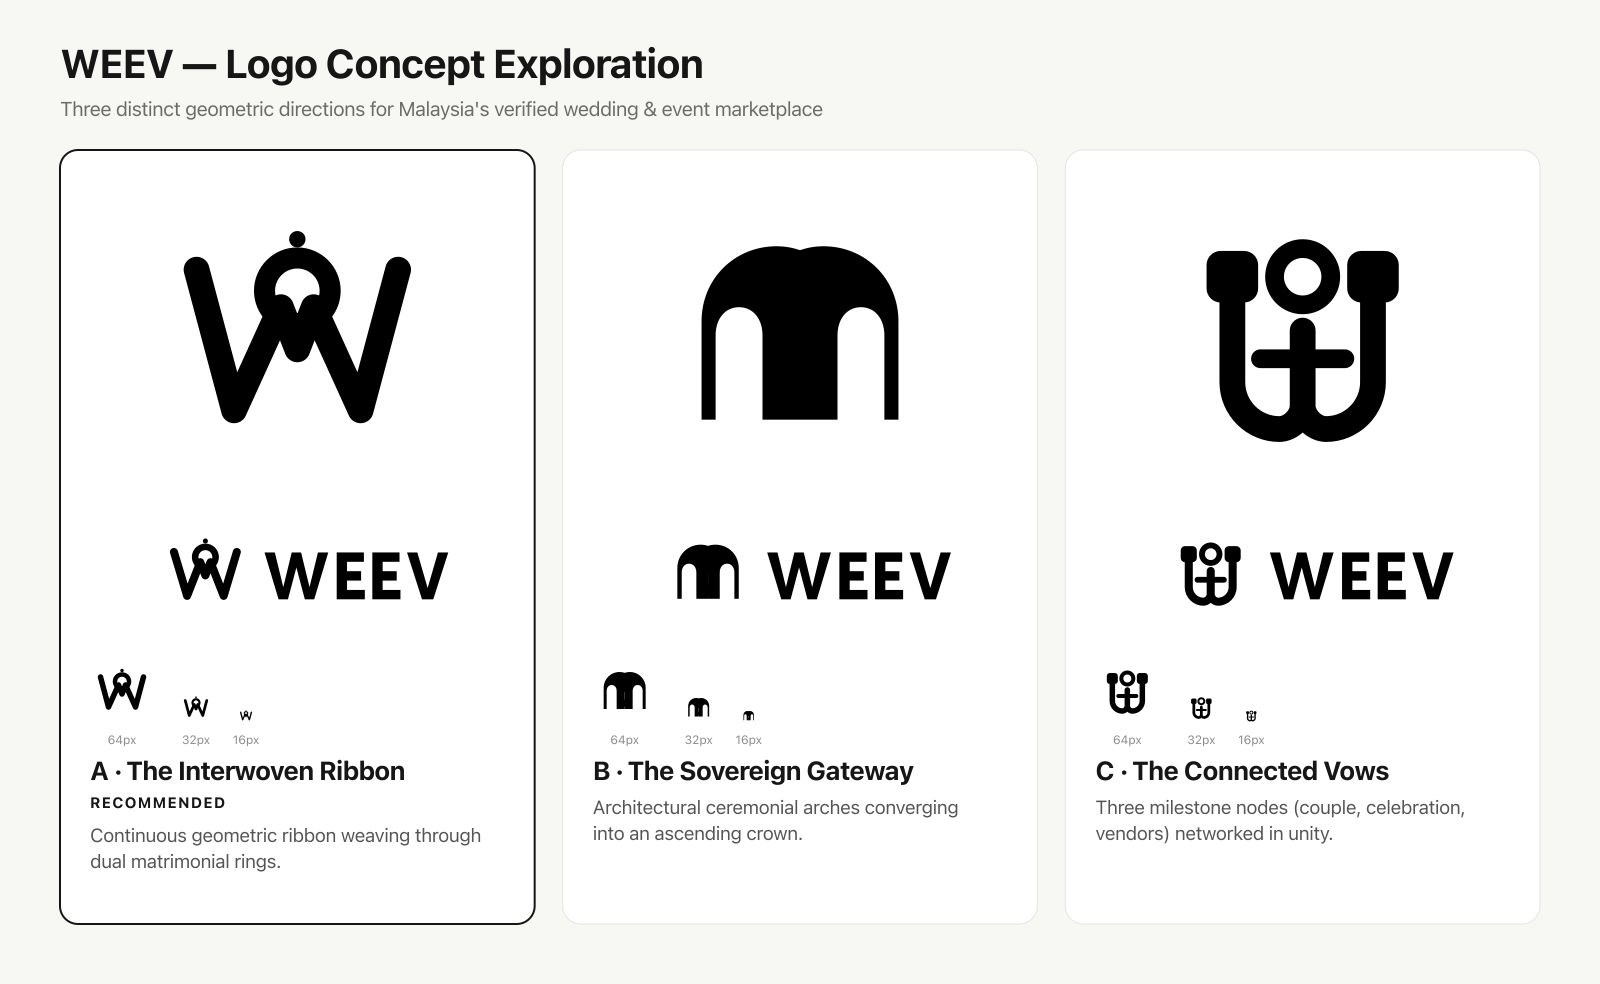 WEEV — Logo Concept Exploration
Three distinct geometric directions for Malaysia's verified wedding & event marketplace
WEEV
64px 32px 16px
A · The Interwoven Ribbon
RECOMMENDED
Continuous geometric ribbon weaving through
dual matrimonial rings.
WEEV
64px 32px 16px
B · The Sovereign Gateway
Architectural ceremonial arches converging
into an ascending crown.
WEEV
64px 32px 16px
C · The Connected Vows
Three milestone nodes (couple, celebration,
vendors) networked in unity.